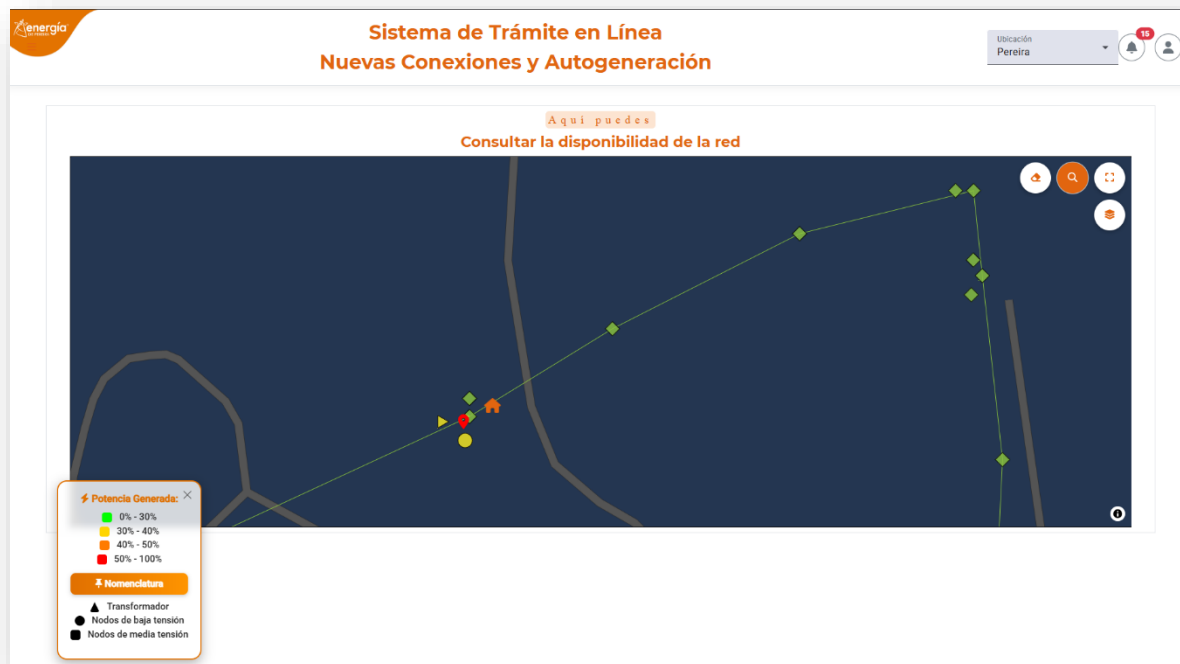 energía
Sistema de Trámite en Línea
Nuevas Conexiones y Autogeneración
Ubicación
Pereira
15
Aquí puedes
Consultar la disponibilidad de la red
Potencia Generada:
0% - 30%
30% - 40%
40% - 50%
50% - 100%
Nomenclatura
Transformador
Nodos de baja tensión
Nodos de media tensión